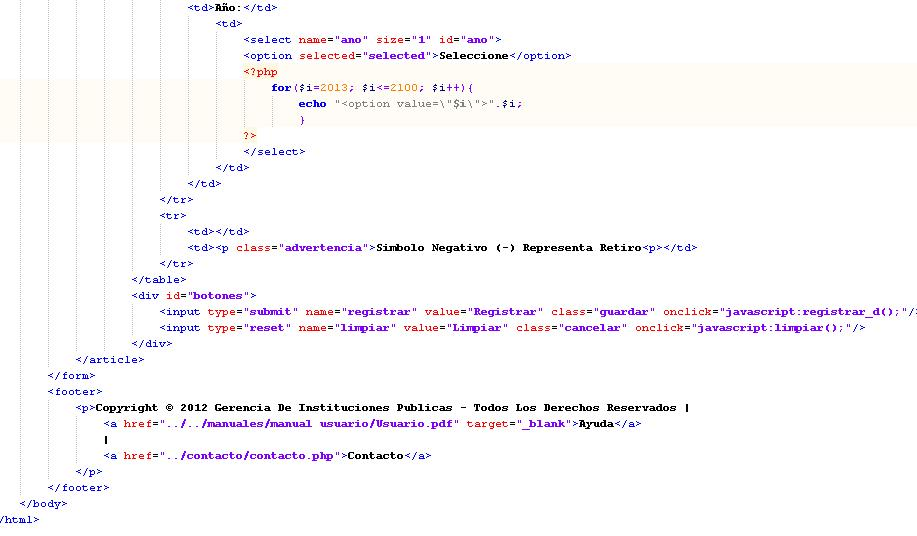 <td>Año:</td>
<td>
<select name="ano" size="1" id="ano">
<option selected="selected">Seleccione</option>
<?php
for($i=2013; $i<=2100; $i++){
echo "<option value=\"$i\">".$i;
}
?>
</select>
</td>
</td>
</tr>
<tr>
<td></td>
<td><p class="advertencia">Simbolo Negativo (-) Representa Retiro<p></td>
</tr>
</table>
<div id="botones">
<input type="submit" name="registrar" value="Registrar" class="guardar" onclick="javascript:registrar_d();"/>
<input type="reset" name="limpiar" value="Limpiar" class="cancelar" onclick="javascript:limpiar();"/>
</div>
</article>
</form>
<footer>
<p>Copyright © 2012 Gerencia De Instituciones Publicas - Todos Los Derechos Reservados |
<a href="../../manuales/manual usuario/Usuario.pdf" target="_blank">Ayuda</a>
|
<a href="../contacto/contacto.php">Contacto</a>
</p>
</footer>
</body>
/html>